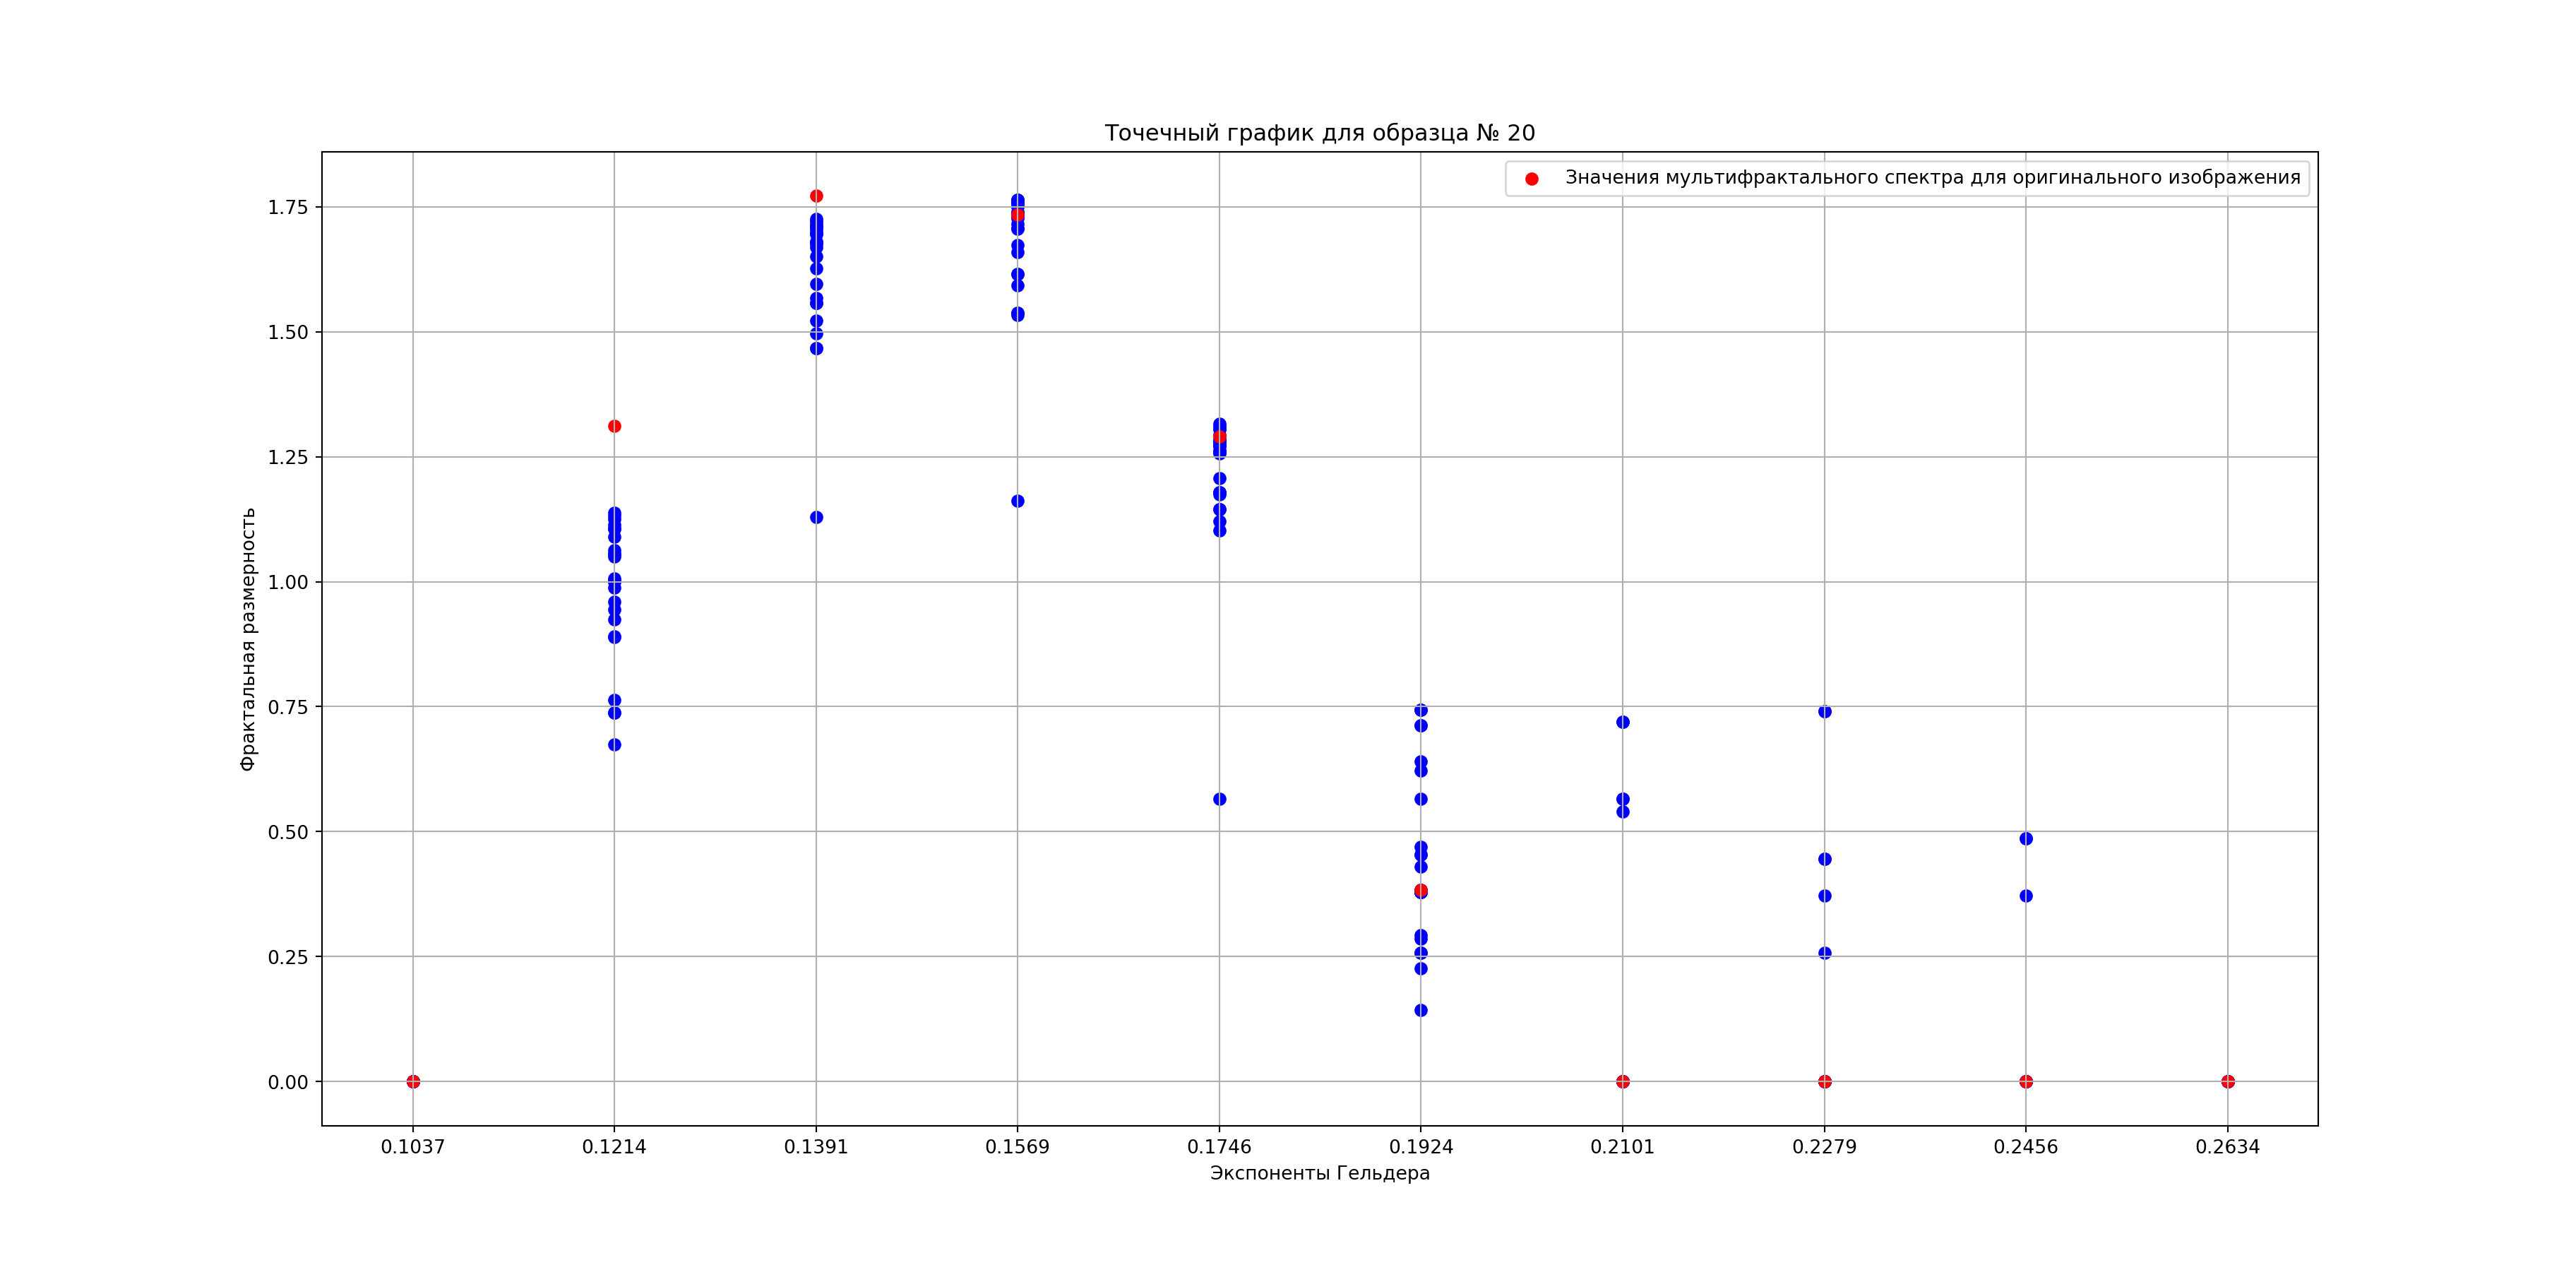 Точечный график для образца № 20
Значения мультифрактального спектра для оригинального изображения
Фрактальная размерность
1.75
1.50
1.25
1.00
0.75
0.50
0.25
0.00
0.1037 0.1214 0.1391 0.1569 0.1746 0.1924 0.2101 0.2279 0.2456 0.2634
Экспоненты Гельдера